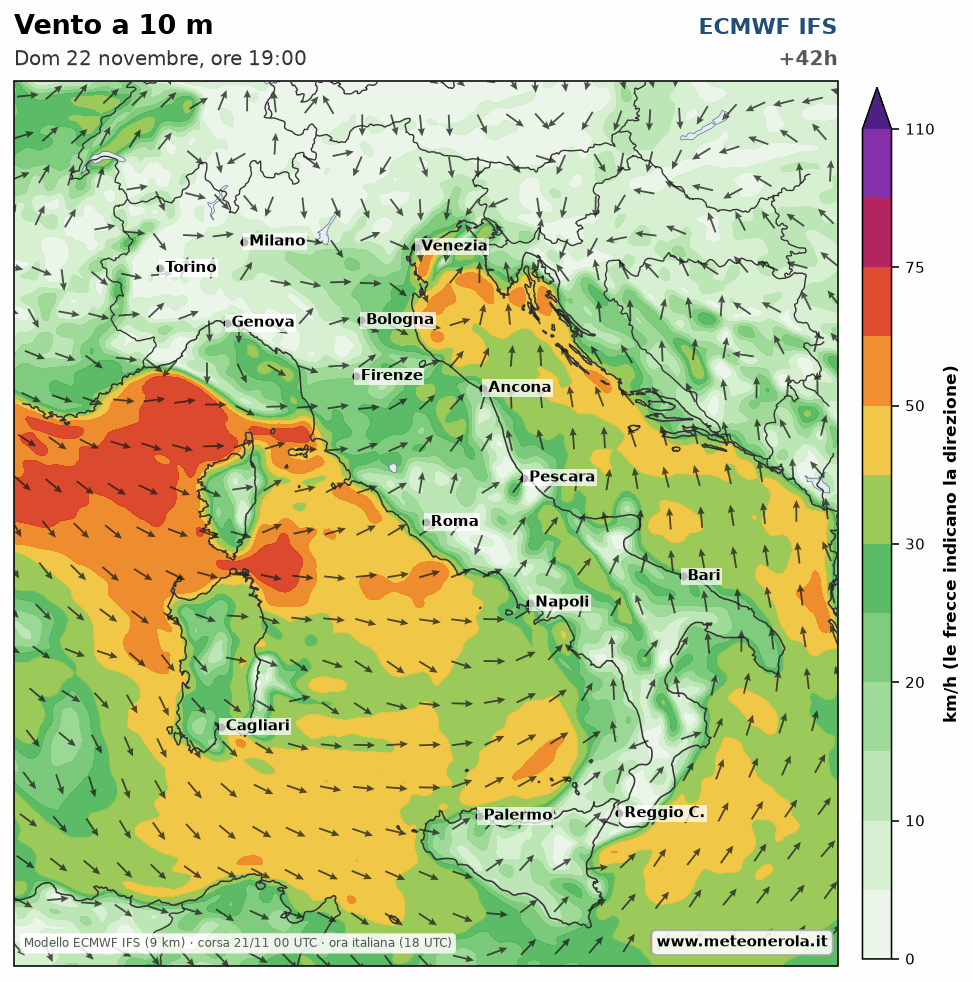 Vento a 10 m
ECMWF IFS
Dom 22 novembre, ore 19:00
+42h
110
Venezia
Milano
Torino
75
Genova
Bologna
Firenze
Ancona
50
Pescara
Roma
30
Bari
Napoli
20
Cagliari
Palermo
Reggio C.
10
km/h (le frecce indicano la direzione)
Modello ECMWF IFS (9 km) · corsa 21/11 00 UTC · ora italiana (18 UTC)
www.meteonerola.it
0